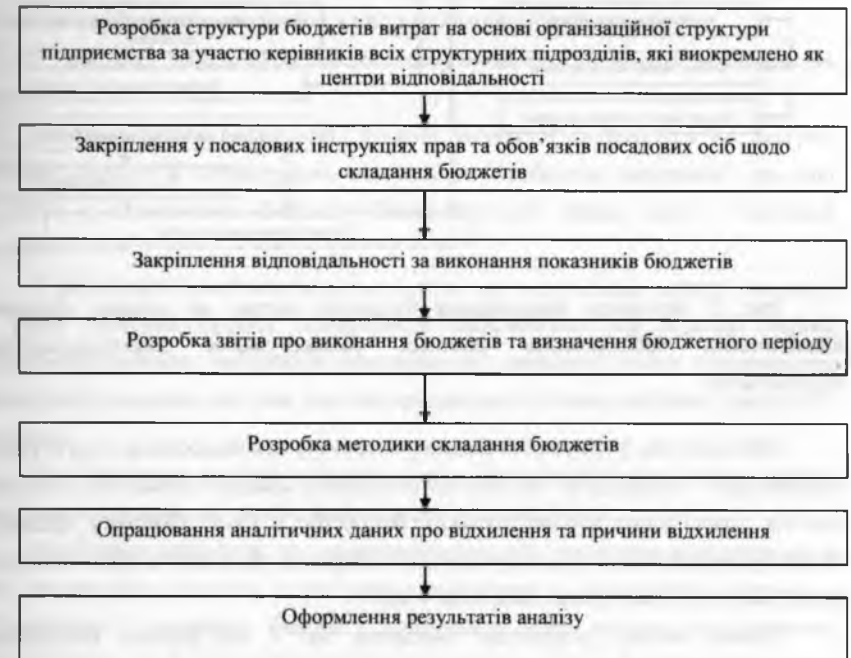 Розробка структури бюджетів витрат на основі організаційної структури
підприємства за участю керівників всіх структурних підрозділів, які виокремлено як
центри відповідальності
Закріплення у посадових інструкціях прав та обов’язків посадових осіб щодо
складання бюджетів
Закріплення відповідальності за виконання показників бюджетів
Розробка звітів про виконання бюджетів та визначення бюджетного періоду
Розробка методики складання бюджетів
Опрацювання аналітичних даних про відхилення та причини відхилення
Оформлення результатів аналізу